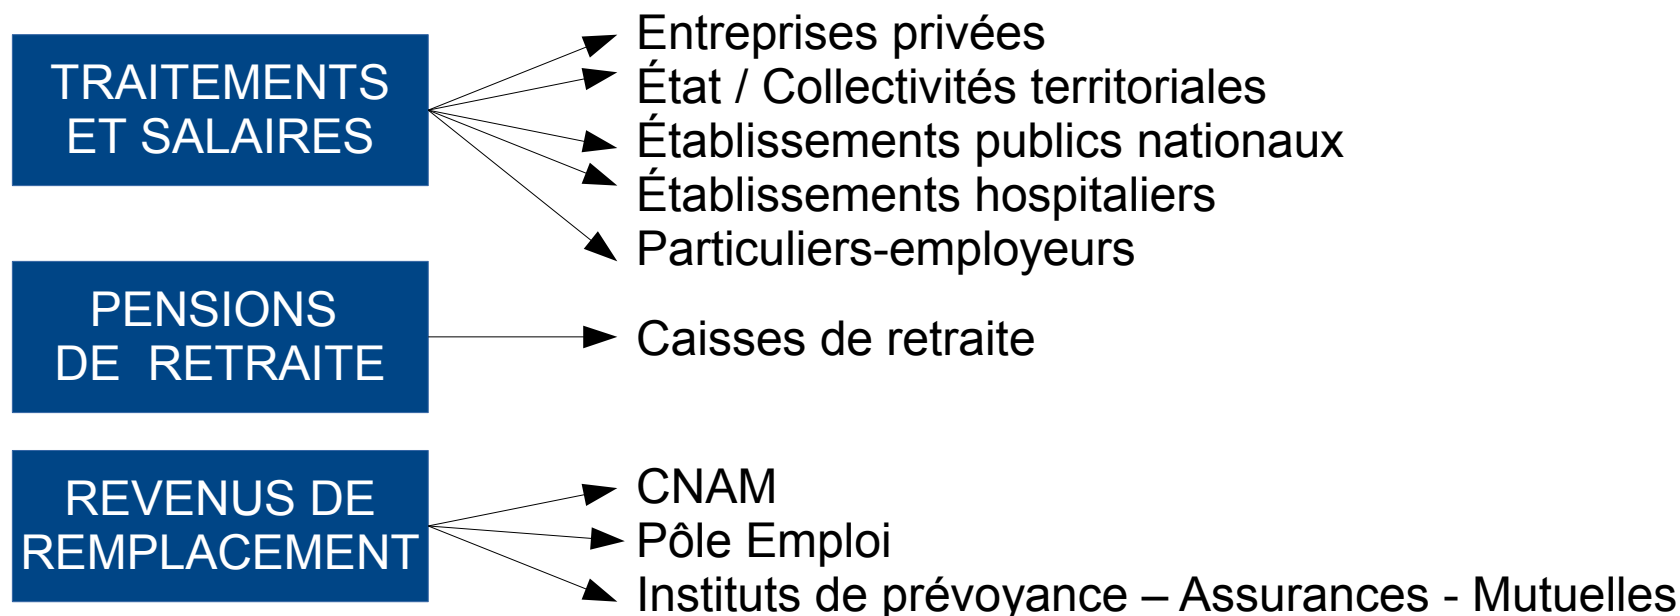 TRAITEMENTS
ET SALAIRES
Entreprises privées
État / Collectivités territoriales
Établissements publics nationaux
Établissements hospitaliers
Particuliers-employeurs
PENSIONS
DE RETRAITE
Caisses de retraite
REVENUS DE
REMPLACEMENT
CNAM
Pôle Emploi
Instituts de prévoyance – Assurances - Mutuelles